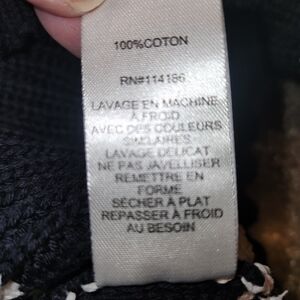 100%COTON
RN#114186
LAVAGE EN MACHINE
À FROID
AVEC DES COULEURS
SIMILAIRES
LAVAGE DÉLICAT
NE PAS JAVELLISER
REMETTRE EN
FORME
SÉCHER À PLAT
REPASSER À FROID
AU BESOIN